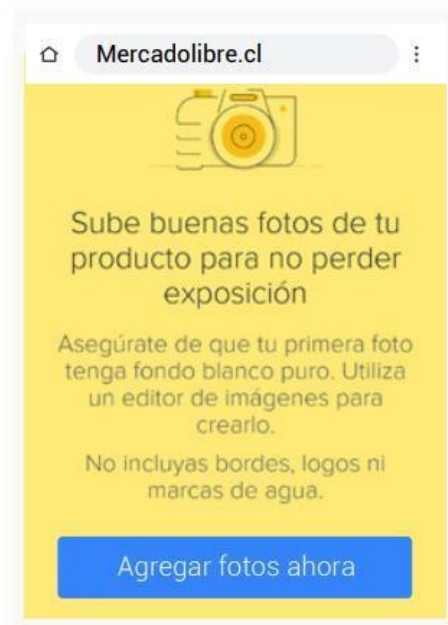 Mercadolibre.cl
Sube buenas fotos de tu
producto para no perder
exposición
Asegúrate de que tu primera foto
tenga fondo blanco puro. Utiliza
un editor de imágenes para
crearlo.
No incluyas bordes, logos ni
marcas de agua.
Agregar fotos ahora